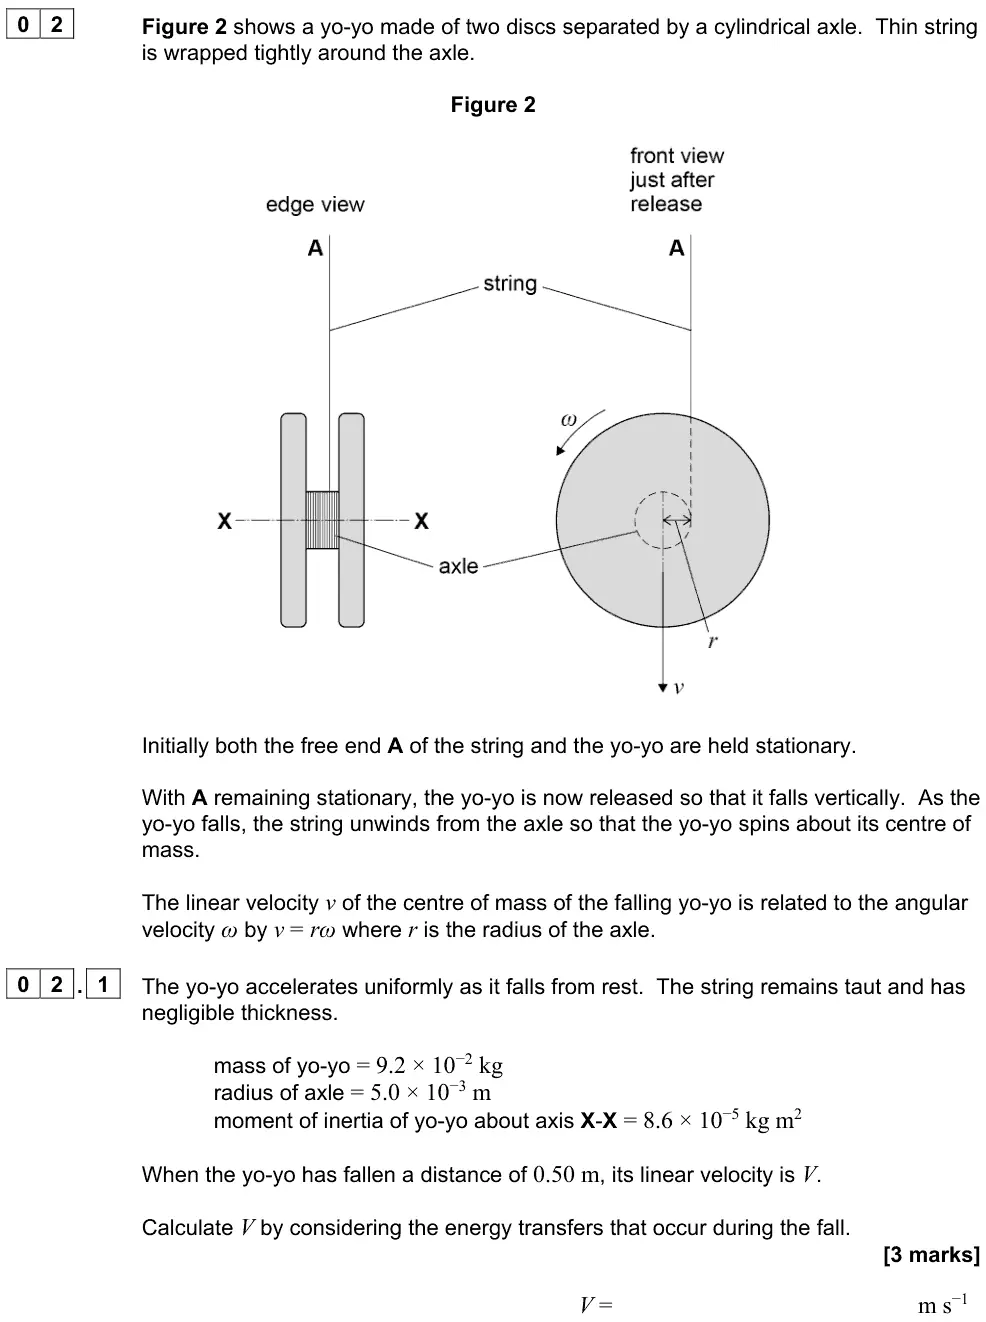 0 2
Figure 2 shows a yo-yo made of two discs separated by a cylindrical axle. Thin string
is wrapped tightly around the axle.
Figure 2
edge view
front view
just after
release
A
A
string
ω
X
X
axle
r
v
Initially both the free end A of the string and the yo-yo are held stationary.
With A remaining stationary, the yo-yo is now released so that it falls vertically. As the
yo-yo falls, the string unwinds from the axle so that the yo-yo spins about its centre of
mass.
The linear velocity v of the centre of mass of the falling yo-yo is related to the angular
velocity ω by v = rω where r is the radius of the axle.
0 2 . 1
The yo-yo accelerates uniformly as it falls from rest. The string remains taut and has
negligible thickness.
mass of yo-yo = 9.2 × 10⁻² kg
radius of axle = 5.0 × 10⁻³ m
moment of inertia of yo-yo about axis X-X = 8.6 × 10⁻⁵ kg m²
When the yo-yo has fallen a distance of 0.50 m, its linear velocity is V.
Calculate V by considering the energy transfers that occur during the fall.
[3 marks]
V = m s⁻¹